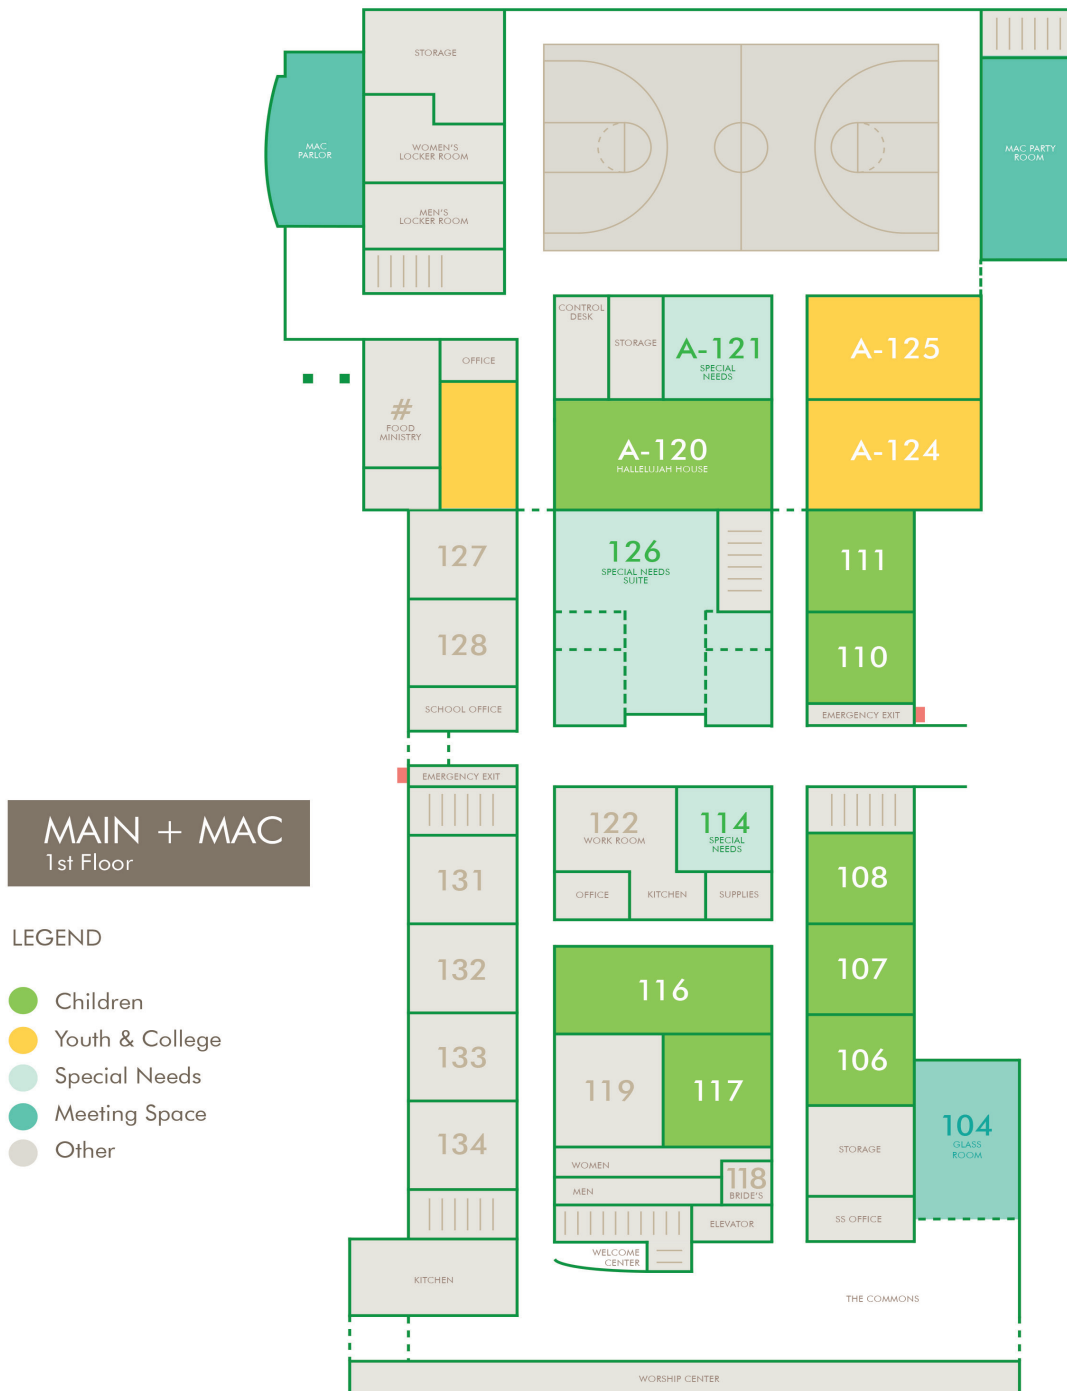 STORAGE
MAC
PARLOR
WOMEN'S
LOCKER ROOM
MEN'S
LOCKER ROOM
MAC PARTY
ROOM
CONTROL
DESK
STORAGE
A-121
SPECIAL
NEEDS
A-125
OFFICE
#
FOOD
MINISTRY
A-120
HALLELUJAH HOUSE
A-124
127
126
SPECIAL NEEDS
SUITE
111
128
110
SCHOOL OFFICE
EMERGENCY EXIT
EMERGENCY EXIT
MAIN + MAC
1st Floor
122
WORK ROOM
114
SPECIAL
NEEDS
131
108
OFFICE
KITCHEN
SUPPLIES
LEGEND
Children
Youth & College
Special Needs
Meeting Space
Other
132
116
107
133
119
117
106
134
STORAGE
104
GLASS
ROOM
WOMEN
MEN
118
BRIDE'S
ELEVATOR
SS OFFICE
WELCOME
CENTER
KITCHEN
THE COMMONS
WORSHIP CENTER